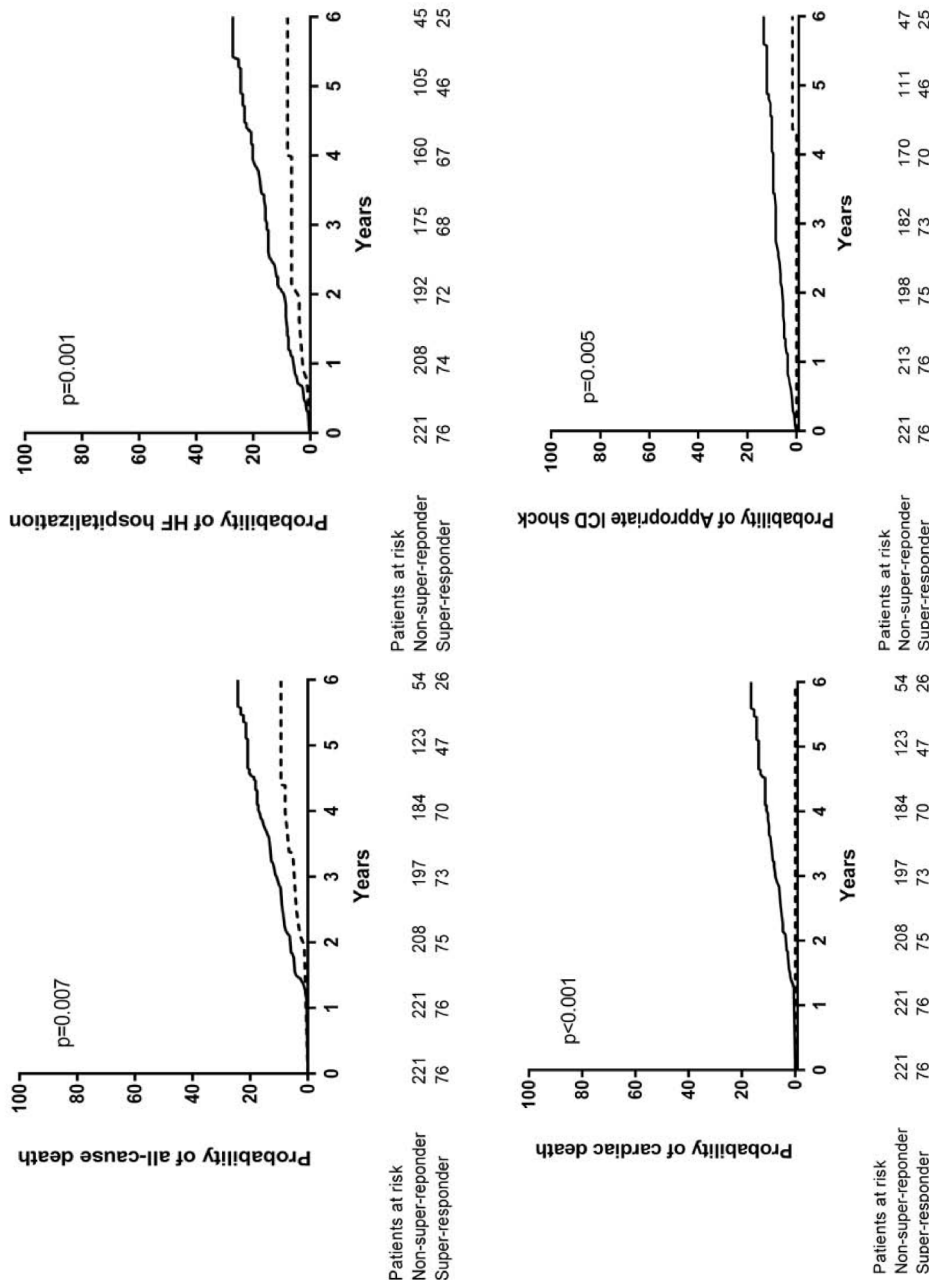 Probability of all-cause death
100
80
60
40
20
0
p=0.007
0 1 2 3 4 5 6
Years
Patients at risk
Non-super-reponder 221 221 208 197 184 123 54
Super-responder 76 76 75 73 70 47 26
Probability of HF hospitalization
100
80
60
40
20
0
p=0.001
0 1 2 3 4 5 6
Years
Patients at risk
Non-super-reponder 221 208 192 175 160 105 45
Super-responder 76 74 72 68 67 46 25
Probability of cardiac death
100
80
60
40
20
0
p<0.001
0 1 2 3 4 5 6
Years
Patients at risk
Non-super-reponder 221 221 208 197 184 123 54
Super-responder 76 76 75 73 70 47 26
Probability of Appropriate ICD shock
100
80
60
40
20
0
p=0.005
0 1 2 3 4 5 6
Years
Patients at risk
Non-super-reponder 221 213 198 182 170 111 47
Super-responder 76 76 75 73 70 46 25